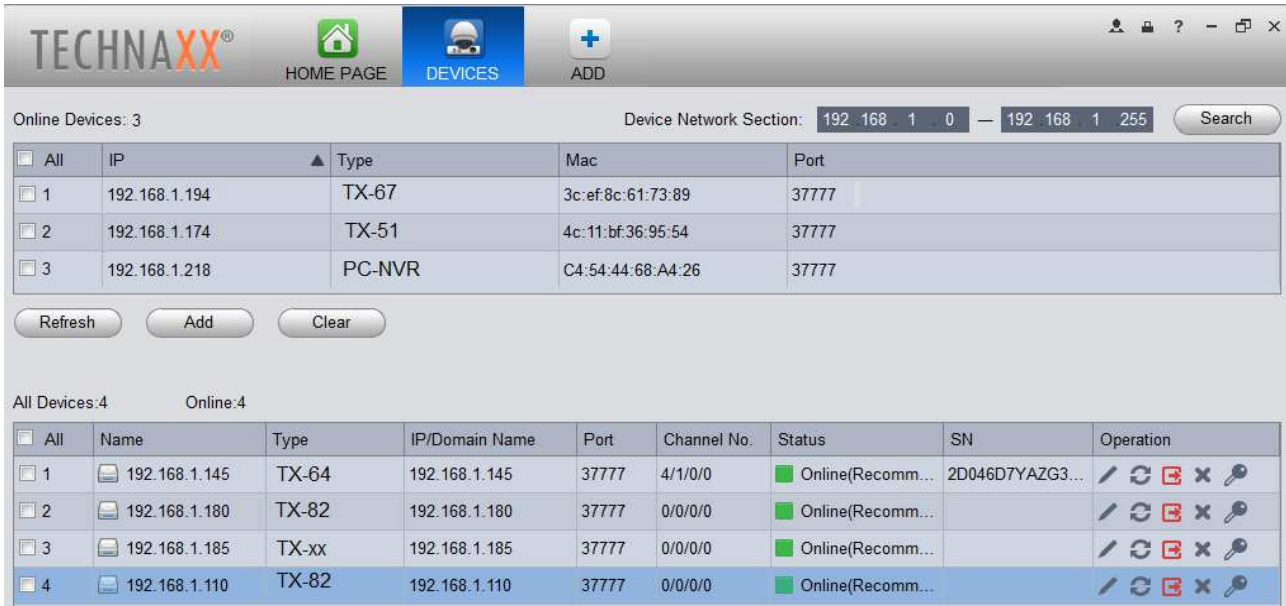 TECHNAXX®
HOME PAGE DEVICES ADD ?
Online Devices: 3 Device Network Section: 192 .168 . 1 . 0 — 192 .168 . 1 .255 Search
All IP Type Mac Port
1 192.168.1.194 TX-67 3c:ef:8c:61:73:89 37777
2 192.168.1.174 TX-51 4c:11:bf:36:95:54 37777
3 192.168.1.218 PC-NVR C4:54:44:68:A4:26 37777
Refresh Add Clear
All Devices:4 Online:4
All Name Type IP/Domain Name Port Channel No. Status SN Operation
1 192.168.1.145 TX-64 192.168.1.145 37777 4/1/0/0 Online(Recomm... 2D046D7YAZG3...
2 192.168.1.180 TX-82 192.168.1.180 37777 0/0/0/0 Online(Recomm...
3 192.168.1.185 TX-xx 192.168.1.185 37777 0/0/0/0 Online(Recomm...
4 192.168.1.110 TX-82 192.168.1.110 37777 0/0/0/0 Online(Recomm...